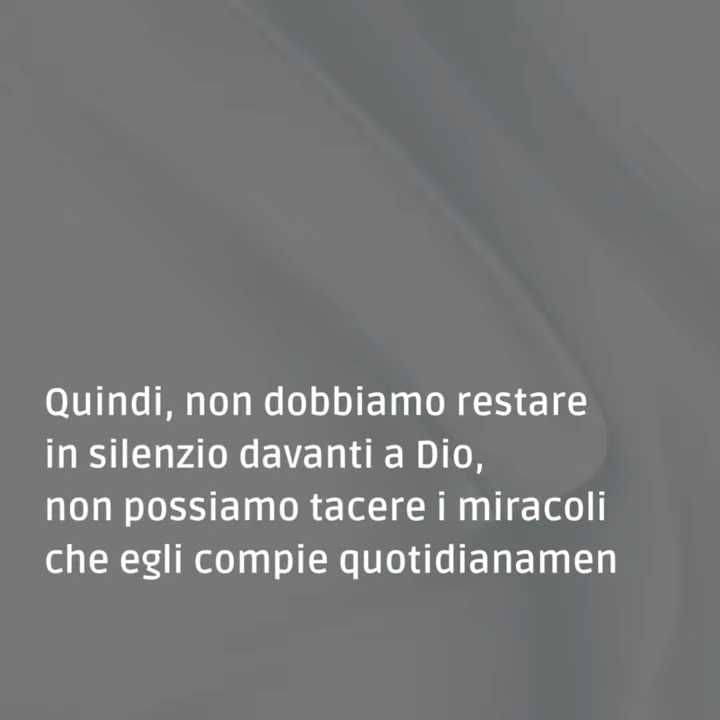 Quindi, non dobbiamo restare
in silenzio davanti a Dio,
non possiamo tacere i miracoli
che egli compie quotidianamen